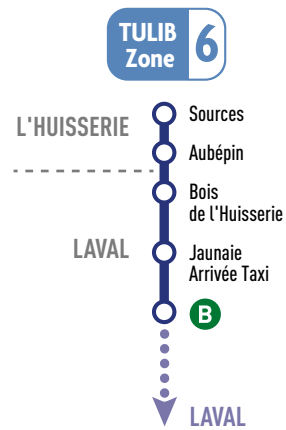 TULIB
Zone
6
L'HUISSERIE
Sources
Aubépin
Bois
de l'Huisserie
LAVAL
Jaunaie
Arrivée Taxi
B
LAVAL